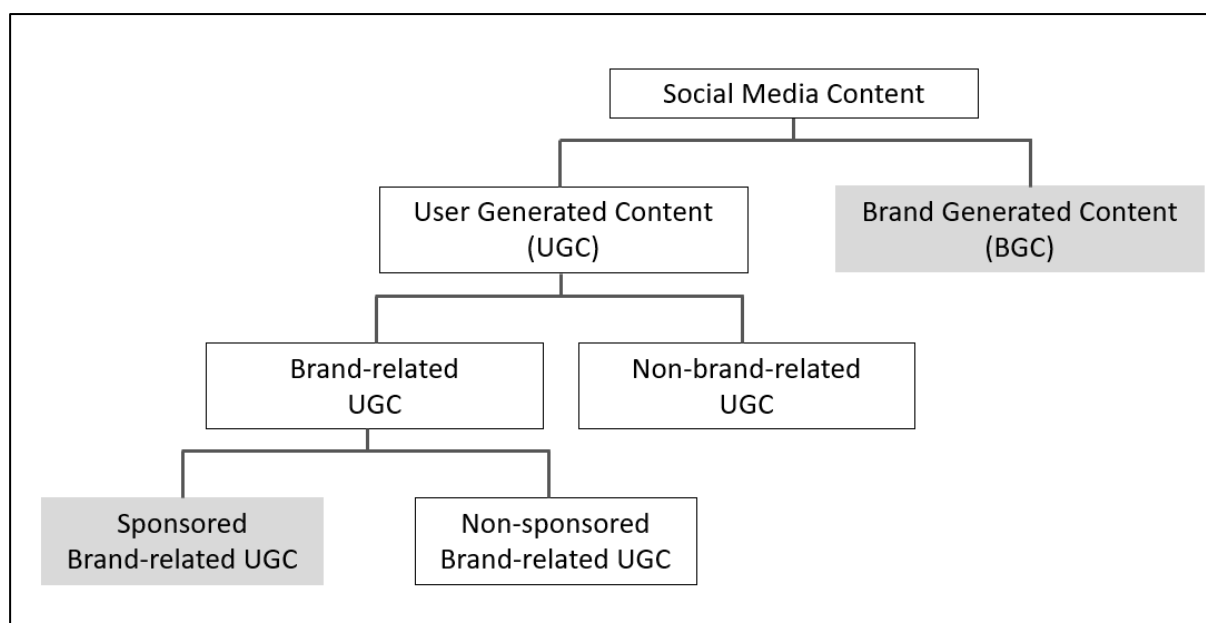 Social Media Content
User Generated Content
(UGC)
Brand Generated Content
(BGC)
Brand-related
UGC
Non-brand-related
UGC
Sponsored
Brand-related UGC
Non-sponsored
Brand-related UGC